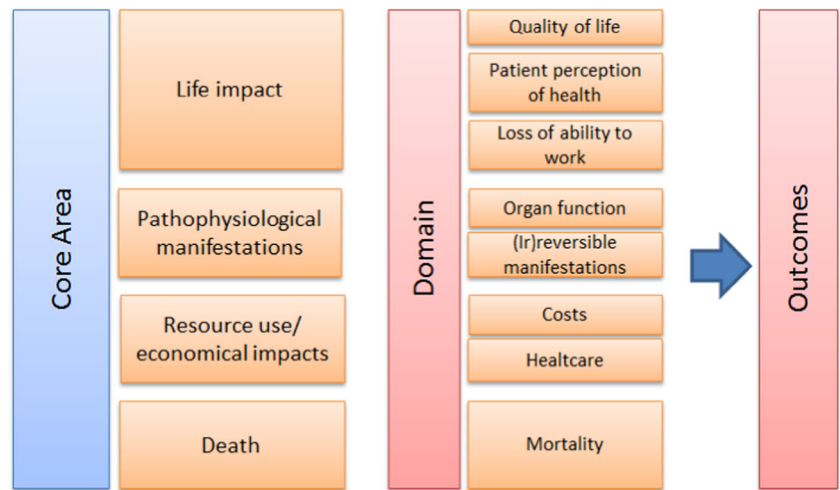 Core Area
Life impact
Pathophysiological
manifestations
Resource use/
economical impacts
Death
Domain
Quality of life
Patient perception
of health
Loss of ability to
work
Organ function
(Ir)reversible
manifestations
Costs
Healtcare
Mortality
Outcomes